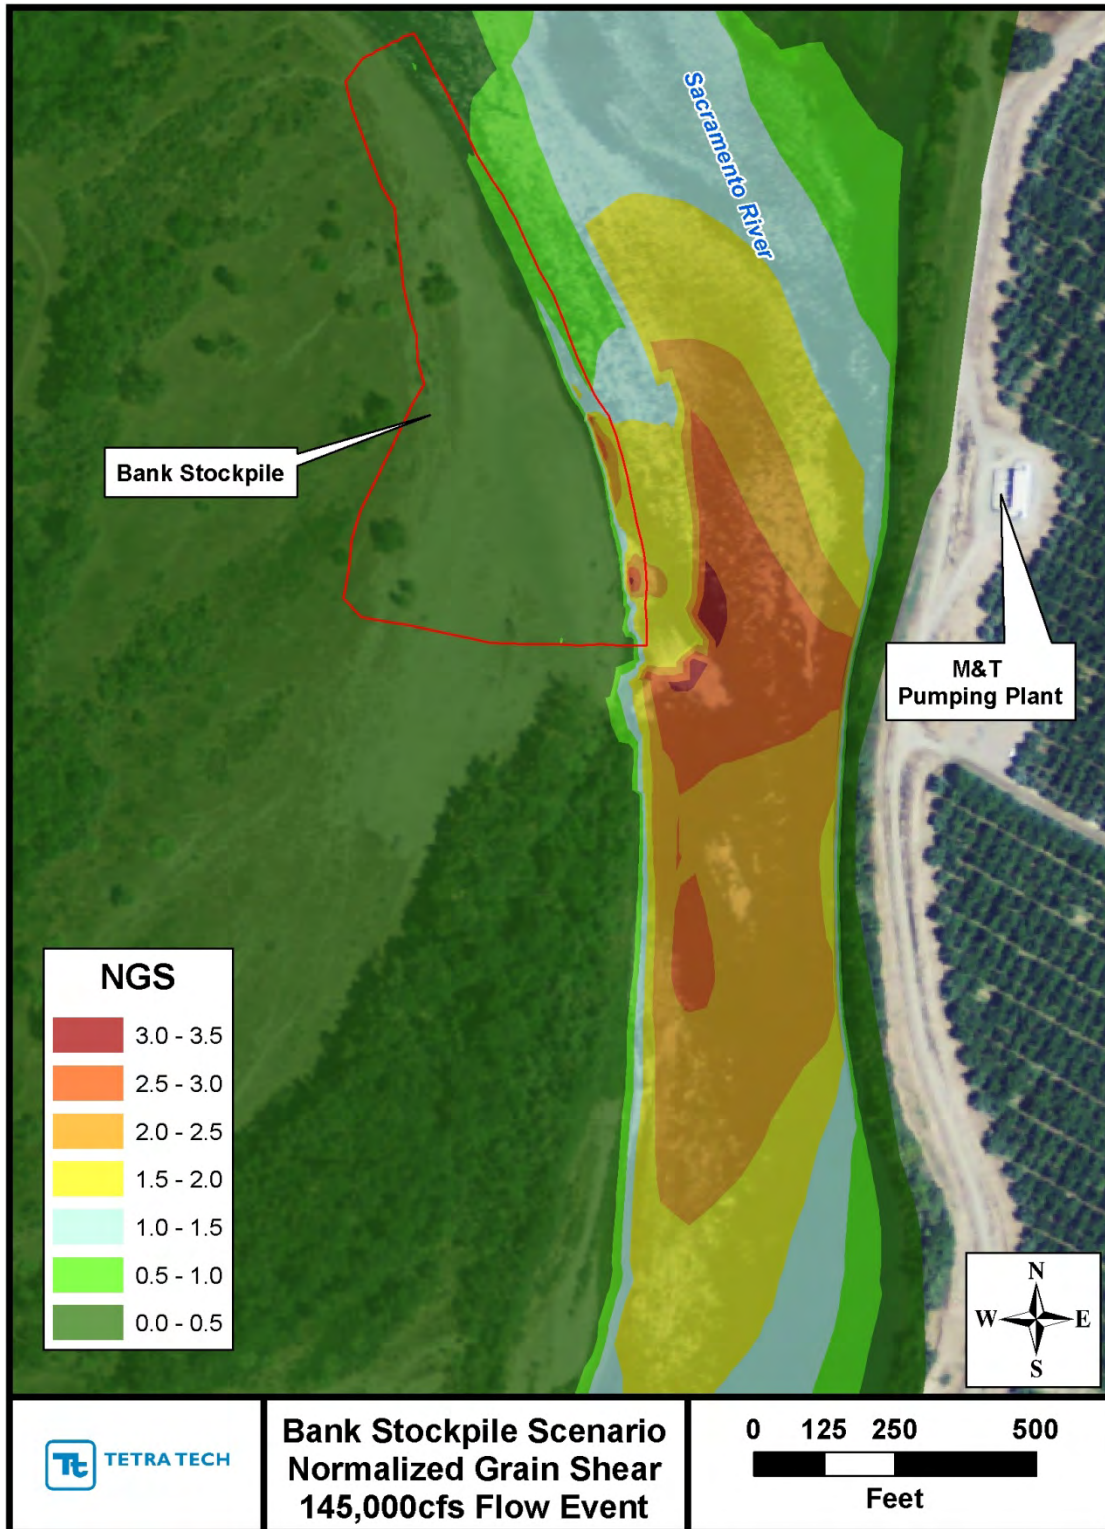 Sacramento River
Bank Stockpile
M&T
Pumping Plant
NGS
3.0 - 3.5
2.5 - 3.0
2.0 - 2.5
1.5 - 2.0
1.0 - 1.5
0.5 - 1.0
0.0 - 0.5
N
W E
S
Tt TETRA TECH
Bank Stockpile Scenario
Normalized Grain Shear
145,000cfs Flow Event
0 125 250 500
Feet